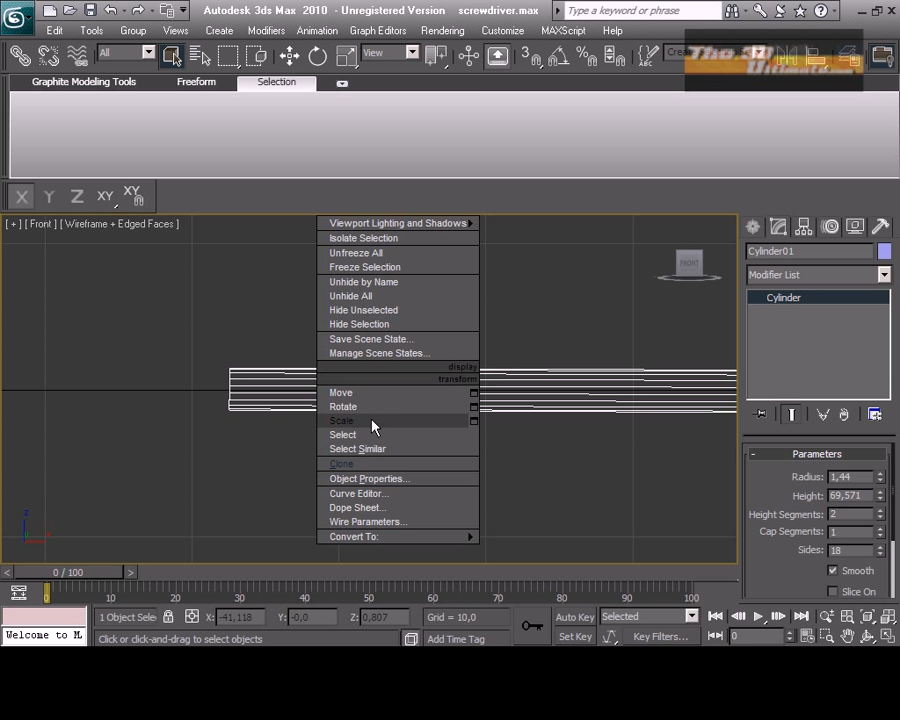 Autodesk 3ds Max 2010 - Unregistered Version screwdriver.max
Type a keyword or phrase
Edit Tools Group Views Create Modifiers Animation Graph Editors Rendering Customize MAXScript Help
All View
Graphite Modeling Tools Freeform Selection
X Y Z XY XY
[ + ] [ Front ] [ Wireframe + Edged Faces ]
FRONT
Viewport Lighting and Shadows
Isolate Selection
Unfreeze All
Freeze Selection
Unhide by Name
Unhide All
Hide Unselected
Hide Selection
Save Scene State...
Manage Scene States...
display
transform
Move
Rotate
Scale
Select
Select Similar
Clone
Object Properties...
Curve Editor...
Dope Sheet...
Wire Parameters...
Convert To:
z
x
Cylinder01
Modifier List
Cylinder
- Parameters
Radius: 1,44
Height: 69,571
Height Segments: 2
Cap Segments: 1
Sides: 18
Smooth
Slice On
< 0 / 100 >
0 10 20 30 40 50 60 70 80 90 100
1 Object Sele X: -41,118 Y: -0,0 Z: 0,807 Grid = 10,0 Auto Key Selected
Welcome to M Click or click-and-drag to select objects Add Time Tag Set Key Key Filters... 0